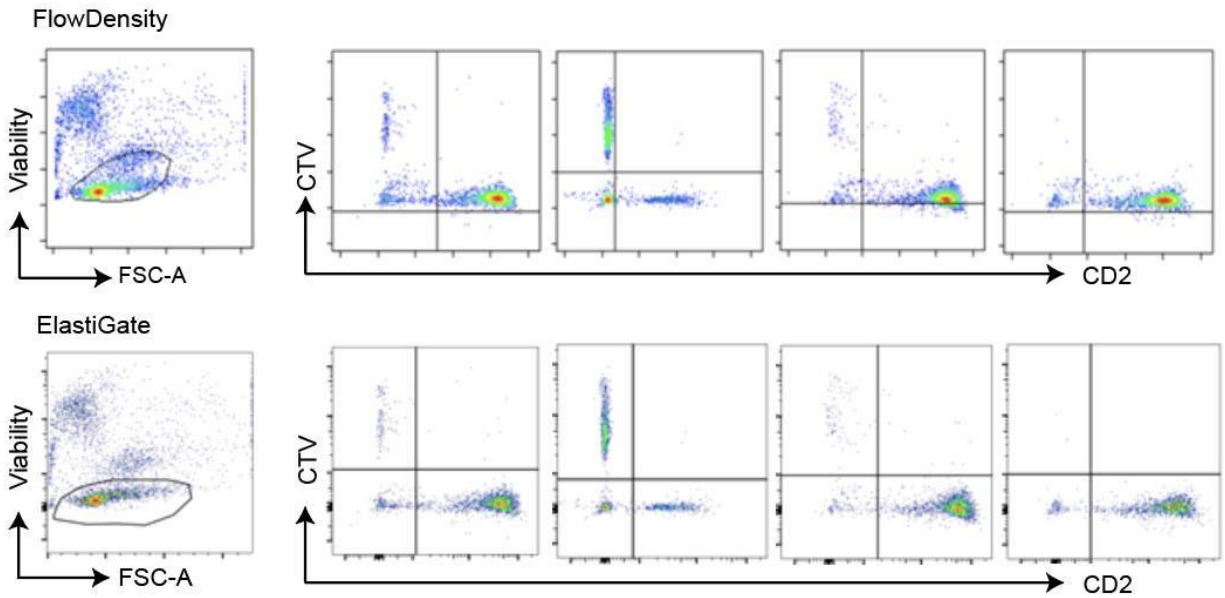 FlowDensity
Viability
FSC-A
CTV
CD2
ElastiGate
Viability
FSC-A
CTV
CD2